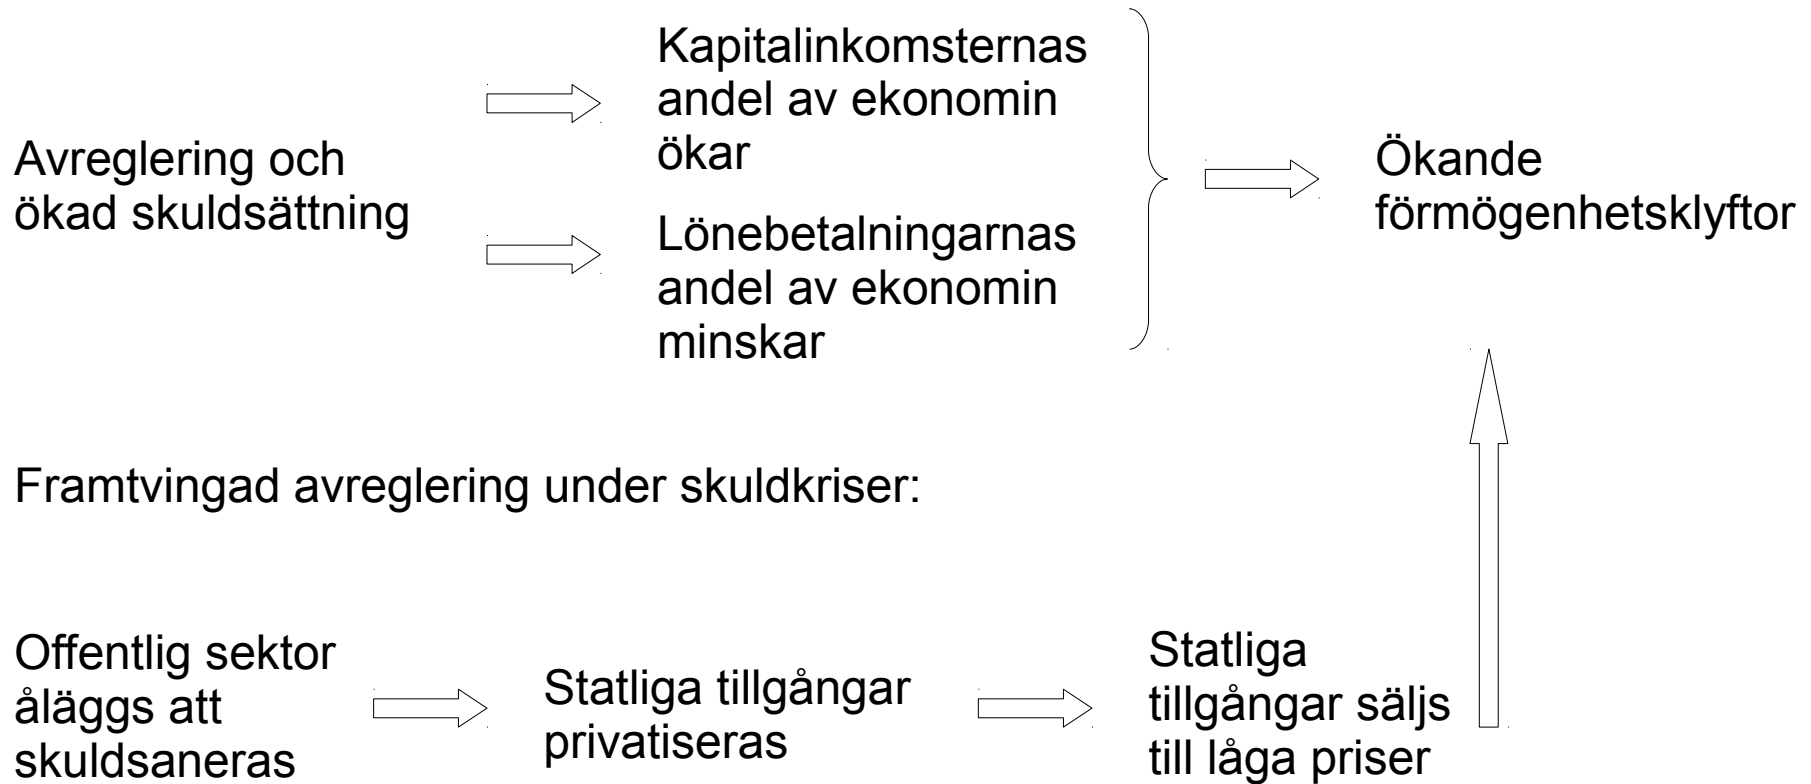 Avreglering och
ökad skuldsättning
Kapitalinkomsternas
andel av ekonomin
ökar
Lönebetalningarnas
andel av ekonomin
minskar
Ökande
förmögenhetsklyftor
Framtvingad avreglering under skuldkriser:
Offentlig sektor
åläggs att
skuldsaneras
Statliga tillgångar
privatiseras
Statliga
tillgångar säljs
till låga priser